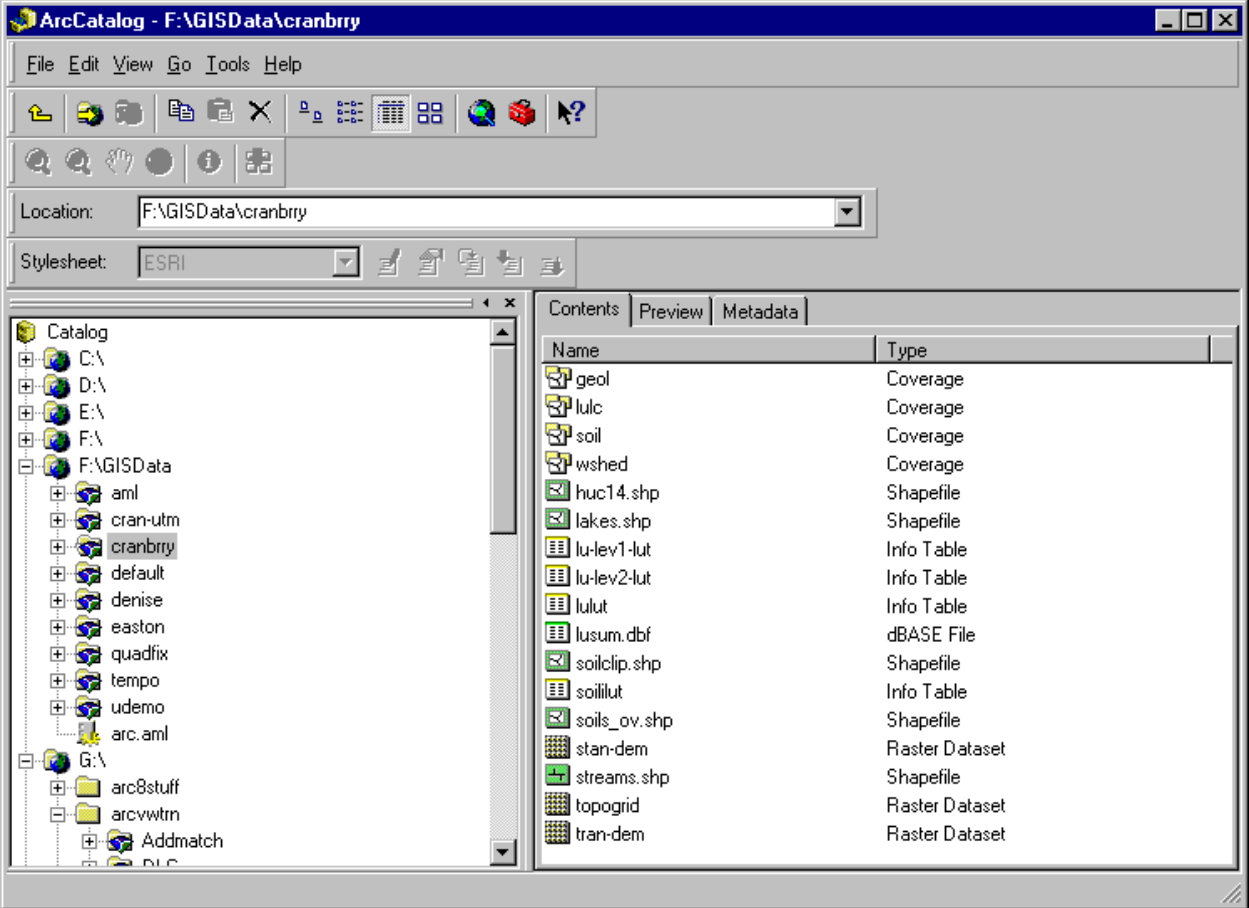 ArcCatalog - F:\GISData\cranbrry
File Edit View Go Tools Help
Location: F:\GISData\cranbrry
Stylesheet: ESRI
Catalog
C:\
D:\
E:\
F:\
F:\GISData
aml
cran-utm
cranbrry
default
denise
easton
quadfix
tempo
udemo
arc.aml
G:\
arc8stuff
arcvwtrn
Addmatch
Contents Preview Metadata
Name Type
geol Coverage
lulc Coverage
soil Coverage
wshed Coverage
huc14.shp Shapefile
lakes.shp Shapefile
lu-lev1-lut Info Table
lu-lev2-lut Info Table
lulut Info Table
lusum.dbf dBASE File
soilclip.shp Shapefile
soililut Info Table
soils_ov.shp Shapefile
stan-dem Raster Dataset
streams.shp Shapefile
topogrid Raster Dataset
tran-dem Raster Dataset